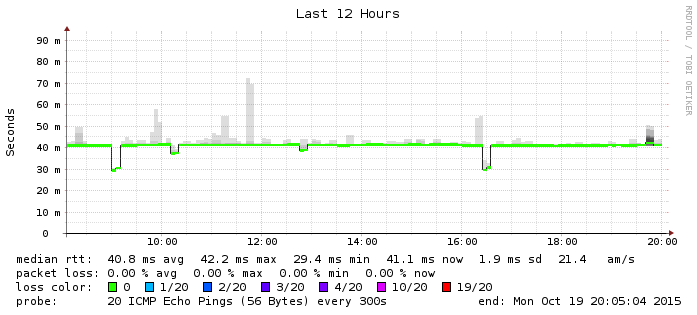 Last 12 Hours
RRDTOOL / TOBI OETIKER
Seconds
90 m
80 m
70 m
60 m
50 m
40 m
30 m
20 m
10 m
0
10:00 12:00 14:00 16:00 18:00 20:00
median rtt: 40.8 ms avg 42.2 ms max 29.4 ms min 41.1 ms now 1.9 ms sd 21.4 am/s
packet loss: 0.00 % avg 0.00 % max 0.00 % min 0.00 % now
loss color: 0 1/20 2/20 3/20 4/20 10/20 19/20
probe: 20 ICMP Echo Pings (56 Bytes) every 300s end: Mon Oct 19 20:05:04 2015